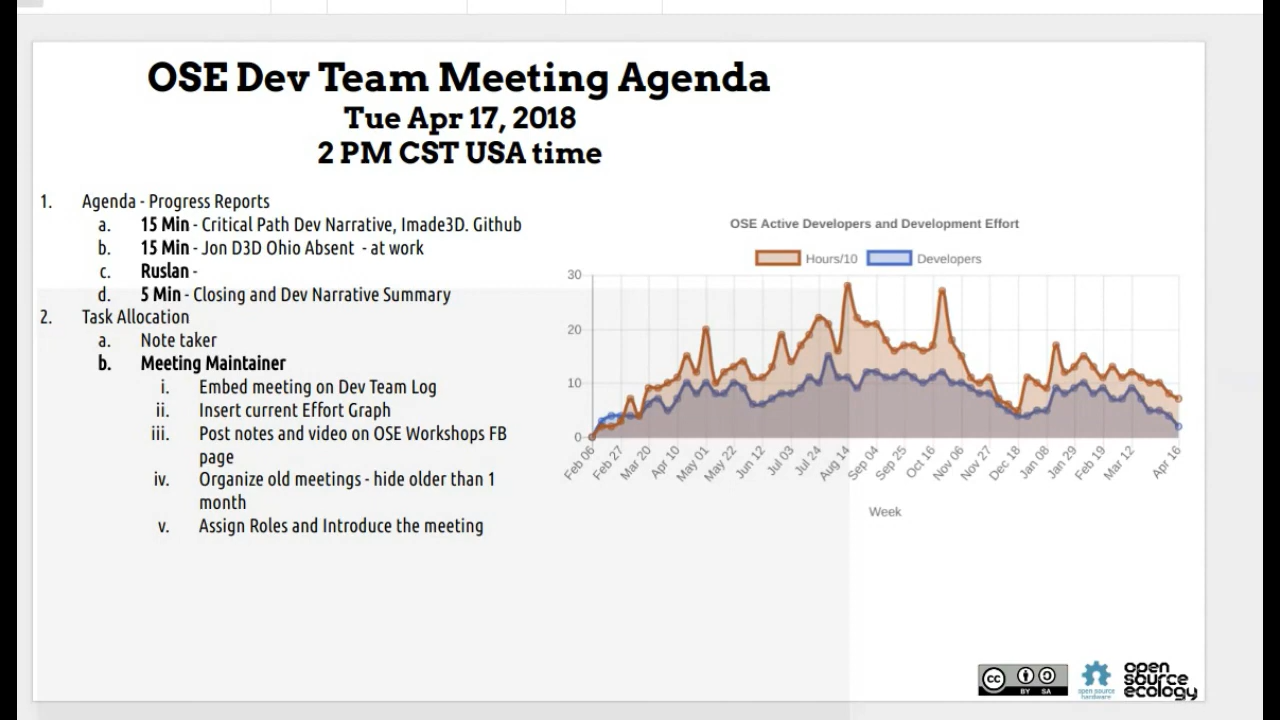 OSE Dev Team Meeting Agenda
Tue Apr 17, 2018
2 PM CST USA time
1. Agenda - Progress Reports
a. 15 Min - Critical Path Dev Narrative, Imade3D. Github
b. 15 Min - Jon D3D Ohio Absent - at work
c. Ruslan -
d. 5 Min - Closing and Dev Narrative Summary
2. Task Allocation
a. Note taker
b. Meeting Maintainer
i. Embed meeting on Dev Team Log
ii. Insert current Effort Graph
iii. Post notes and video on OSE Workshops FB
page
iv. Organize old meetings - hide older than 1
month
v. Assign Roles and Introduce the meeting
OSE Active Developers and Development Effort
Hours/10 Developers
30
20
10
0
Feb 06 Feb 27 Mar 20 Apr 10 May 01 May 22 Jun 12 Jul 03 Jul 24 Aug 14 Sep 04 Sep 25 Oct 16 Nov 06 Nov 27 Dec 18 Jan 08 Jan 29 Feb 19 Mar 12 Apr 16
Week
cc BY SA
open source
hardware
open
source
ecology